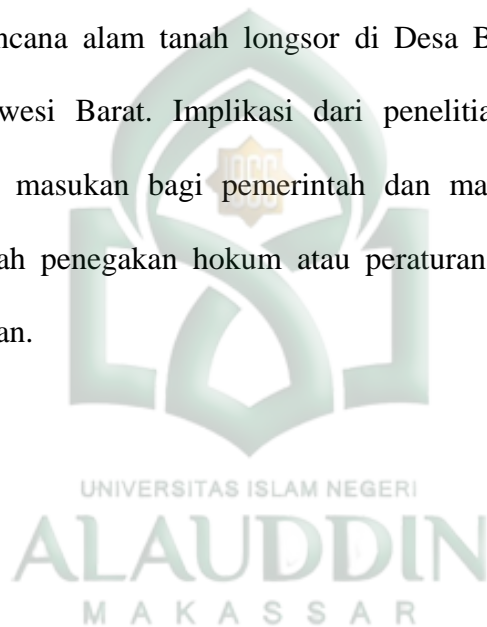 ncana alam tanah longsor di Desa B
wesi Barat. Implikasi dari penelitia
masukan bagi pemerintah dan ma
ah penegakan hokum atau peraturan
an.
UNIVERSITAS ISLAM NEGERI
ALAUDDIN
MAKASSAR